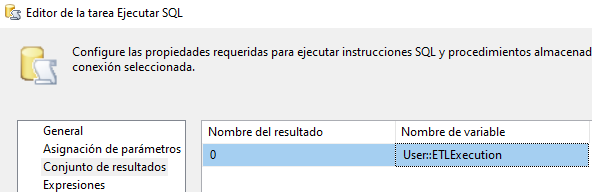 Editor de la tarea Ejecutar SQL
Configure las propiedades requeridas para ejecutar instrucciones SQL y procedimientos almacenad
conexión seleccionada.
General
Asignación de parámetros
Conjunto de resultados
Expresiones
Nombre del resultado Nombre de variable
0 User::ETLExecution